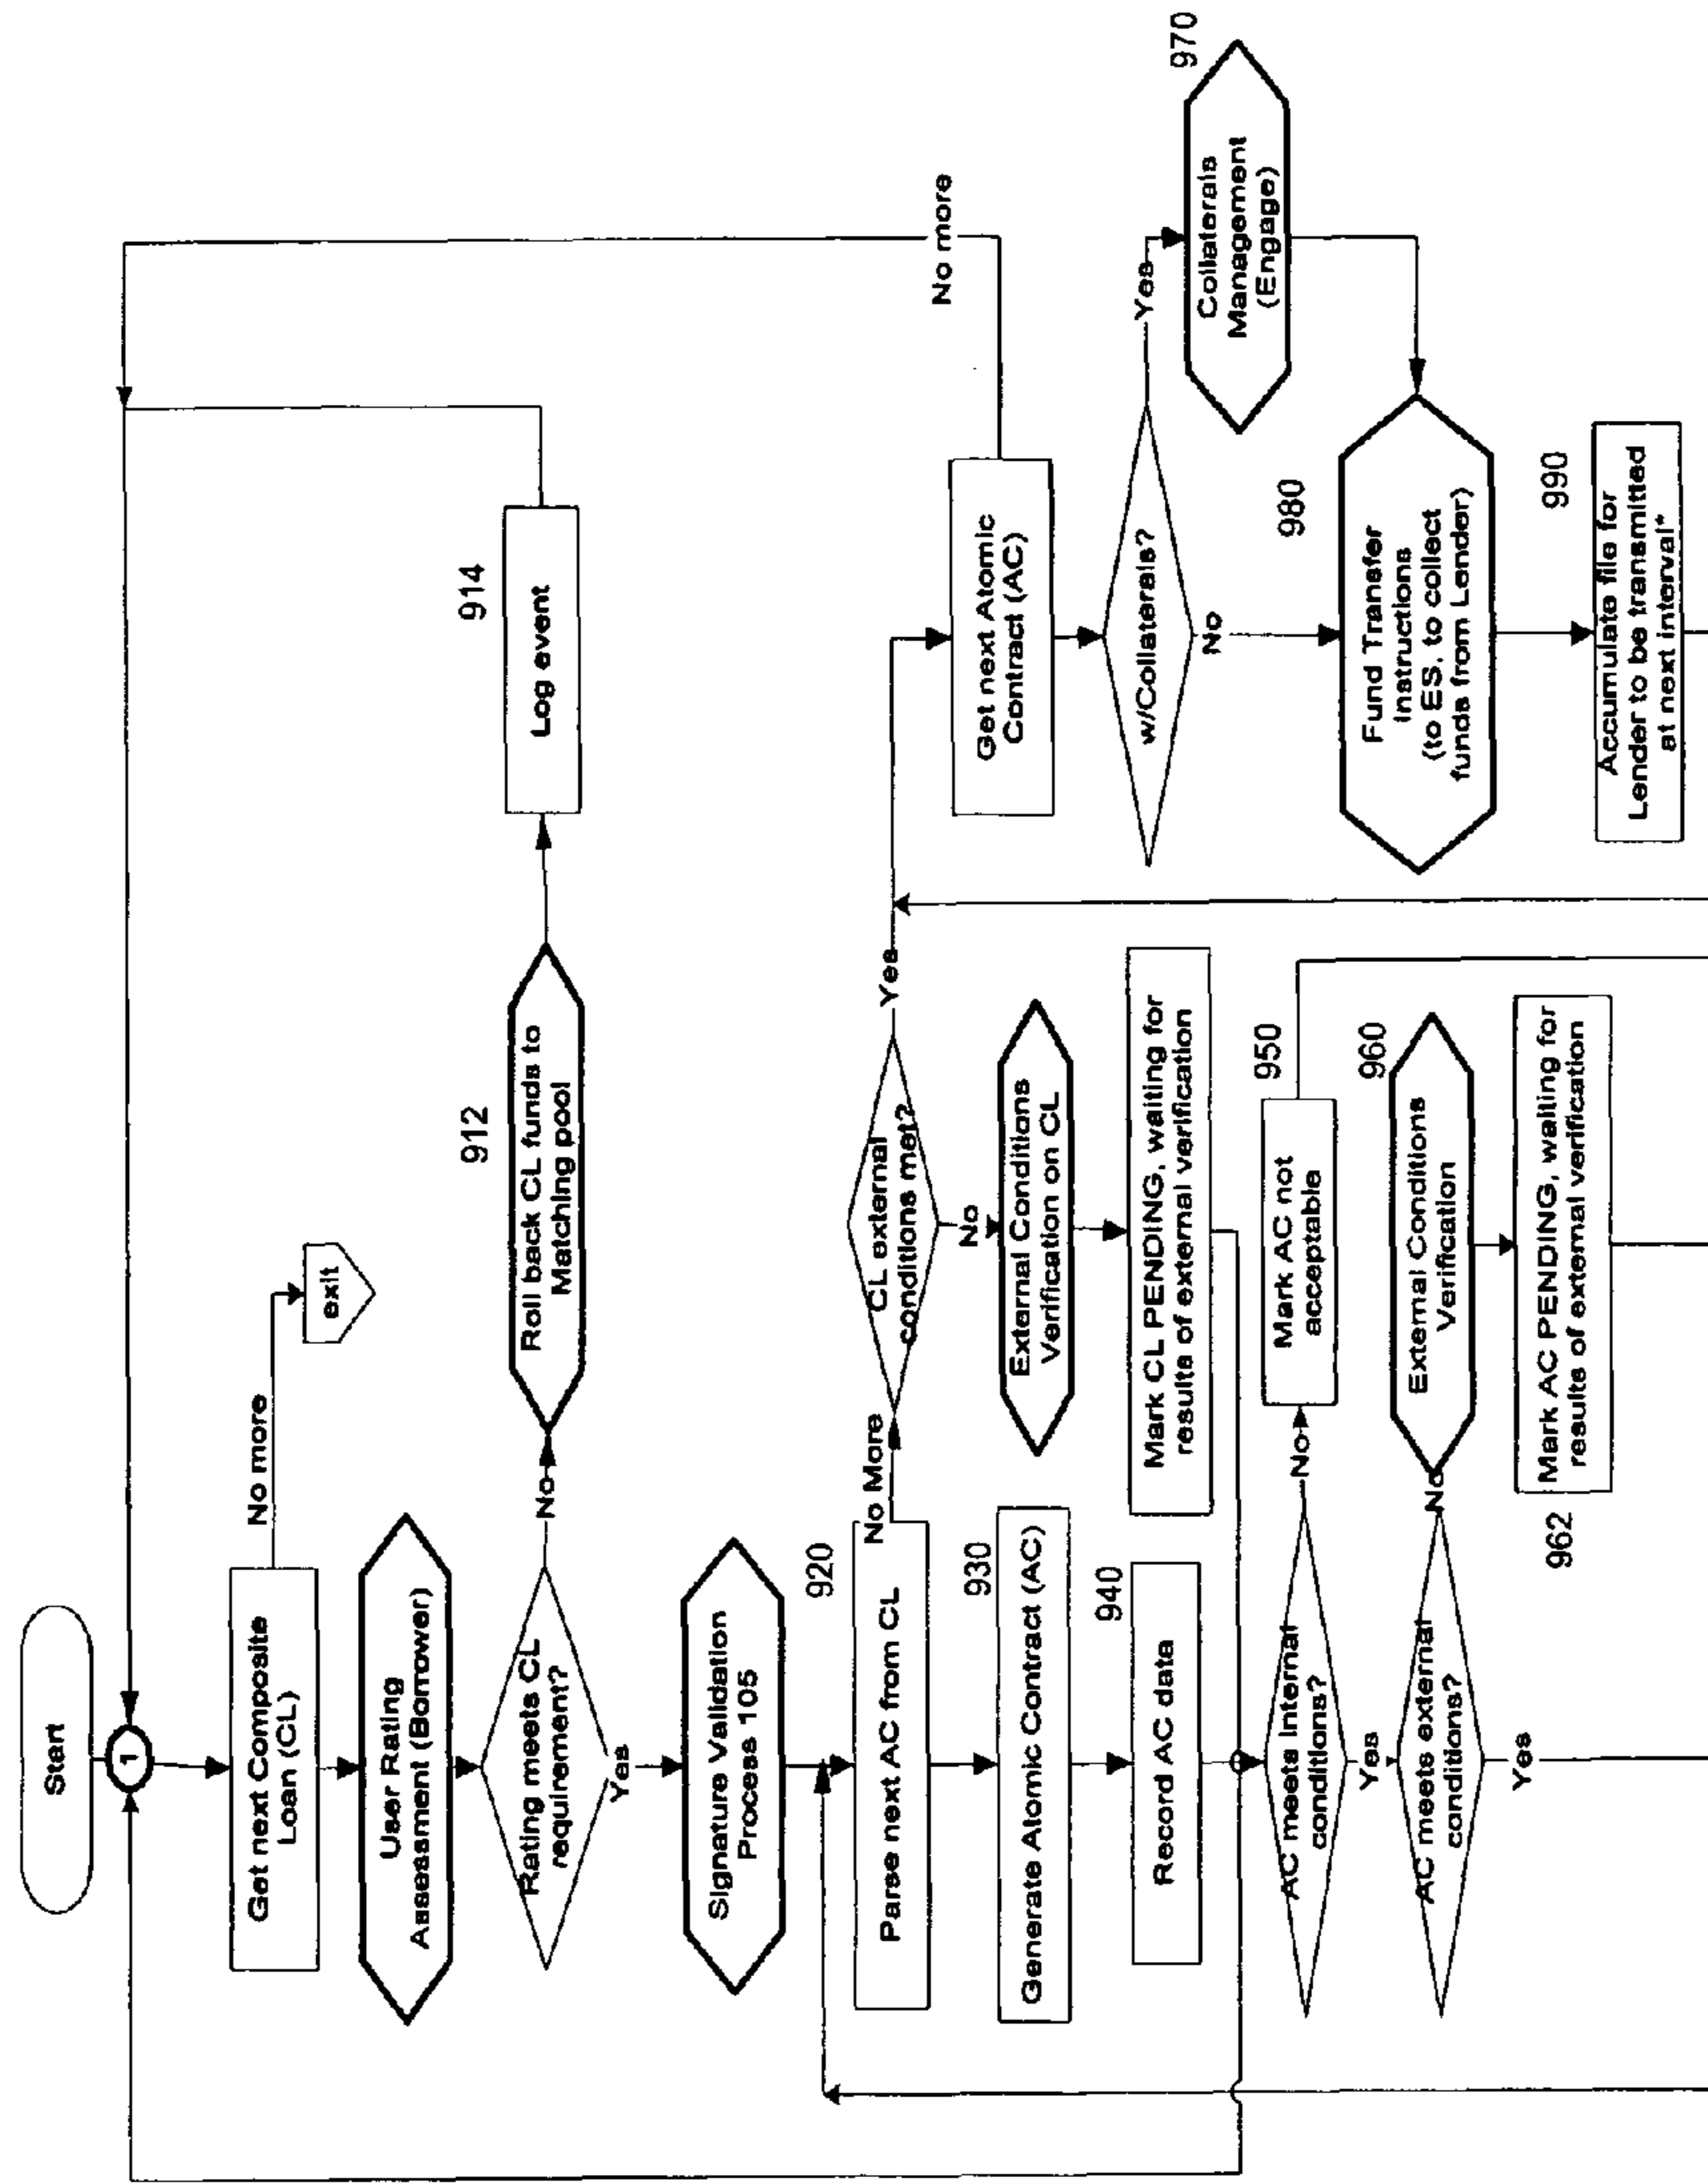 Start
1
Get next Composite
Loan (CL)
No more
exit
User Rating
Assessment (Borrower)
Rating meets CL
requirement?
No
912
Roll back CL funds to
Matching pool
914
Log event
Yes
Signature Validation
Process 105
920
Parse next AC from CL
No More
CL external
conditions met?
Yes
No
External Conditions
Verification on CL
Mark CL PENDING, waiting for
results of external verification
930
Generate Atomic Contract (AC)
940
Record AC data
AC meets Internal
conditions?
No
950
Mark AC not
acceptable
Yes
AC meets external
conditions?
No
960
External Conditions
Verification
962
Mark AC PENDING, waiting for
results of external verification
Yes
Get next Atomic
Contract (AC)
No more
w/Collaterals?
Yes
970
Collaterals
Management
(Engage)
No
980
Fund Transfer
Instructions
(to ES, to collect
funds from Lender)
990
Accumulate file for
Lender to be transmitted
at next interval*